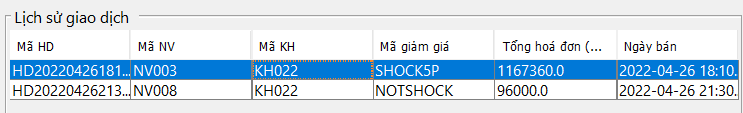 Lịch sử giao dịch
Mã HD Mã NV Mã KH Mã giảm giá Tổng hoá đơn (... Ngày bán
HD20220426181... NV003 KH022 SHOCK5P 1167360.0 2022-04-26 18:10...
HD20220426213... NV008 KH022 NOTSHOCK 96000.0 2022-04-26 21:30...